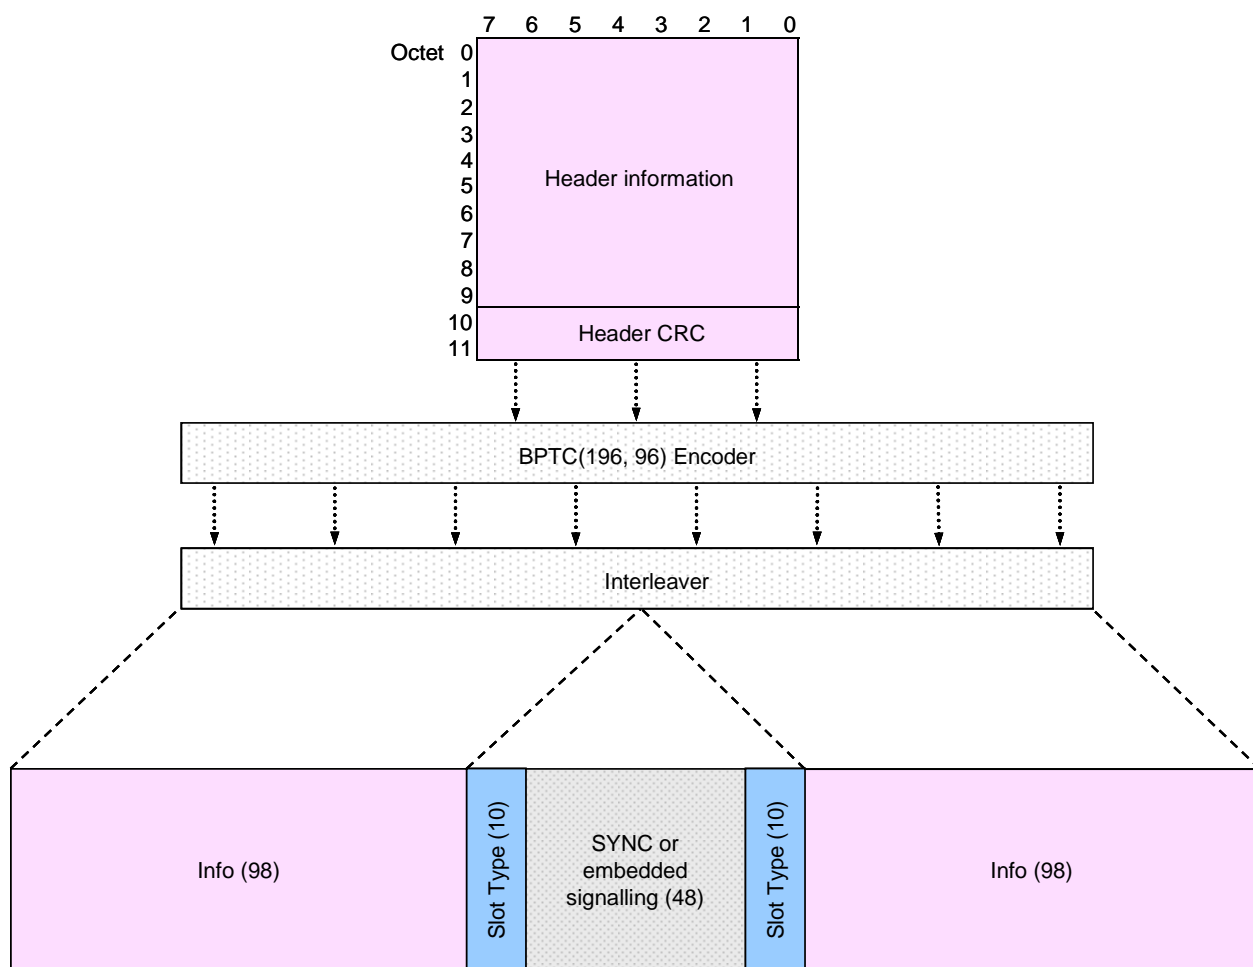 7 6 5 4 3 2 1 0
Octet 0
1
2
3
4
5
6
7
8
9
10
11
Header information
Header CRC
BPTC(196, 96) Encoder
Interleaver
Info (98)
Slot Type (10)
SYNC or
embedded
signalling (48)
Slot Type (10)
Info (98)